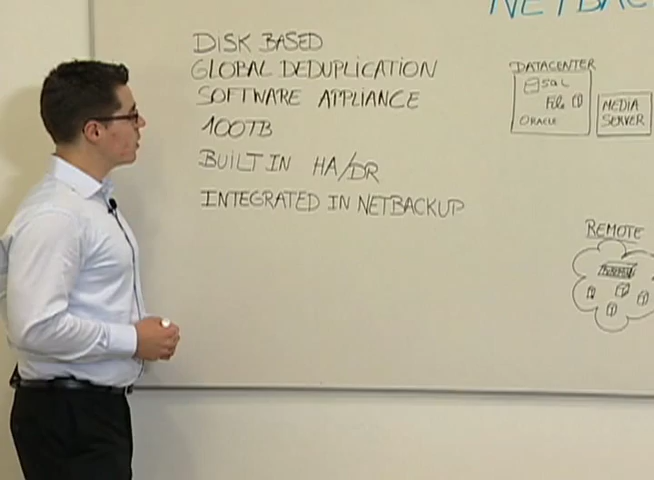 NETBAC
DISK BASED
GLOBAL DEDUPLICATION
SOFTWARE APPLIANCE
100TB
BUILT IN HA/DR
INTEGRATED IN NETBACKUP
DATACENTER
SQL
File
ORACLE
MEDIA
SERVER
REMOTE